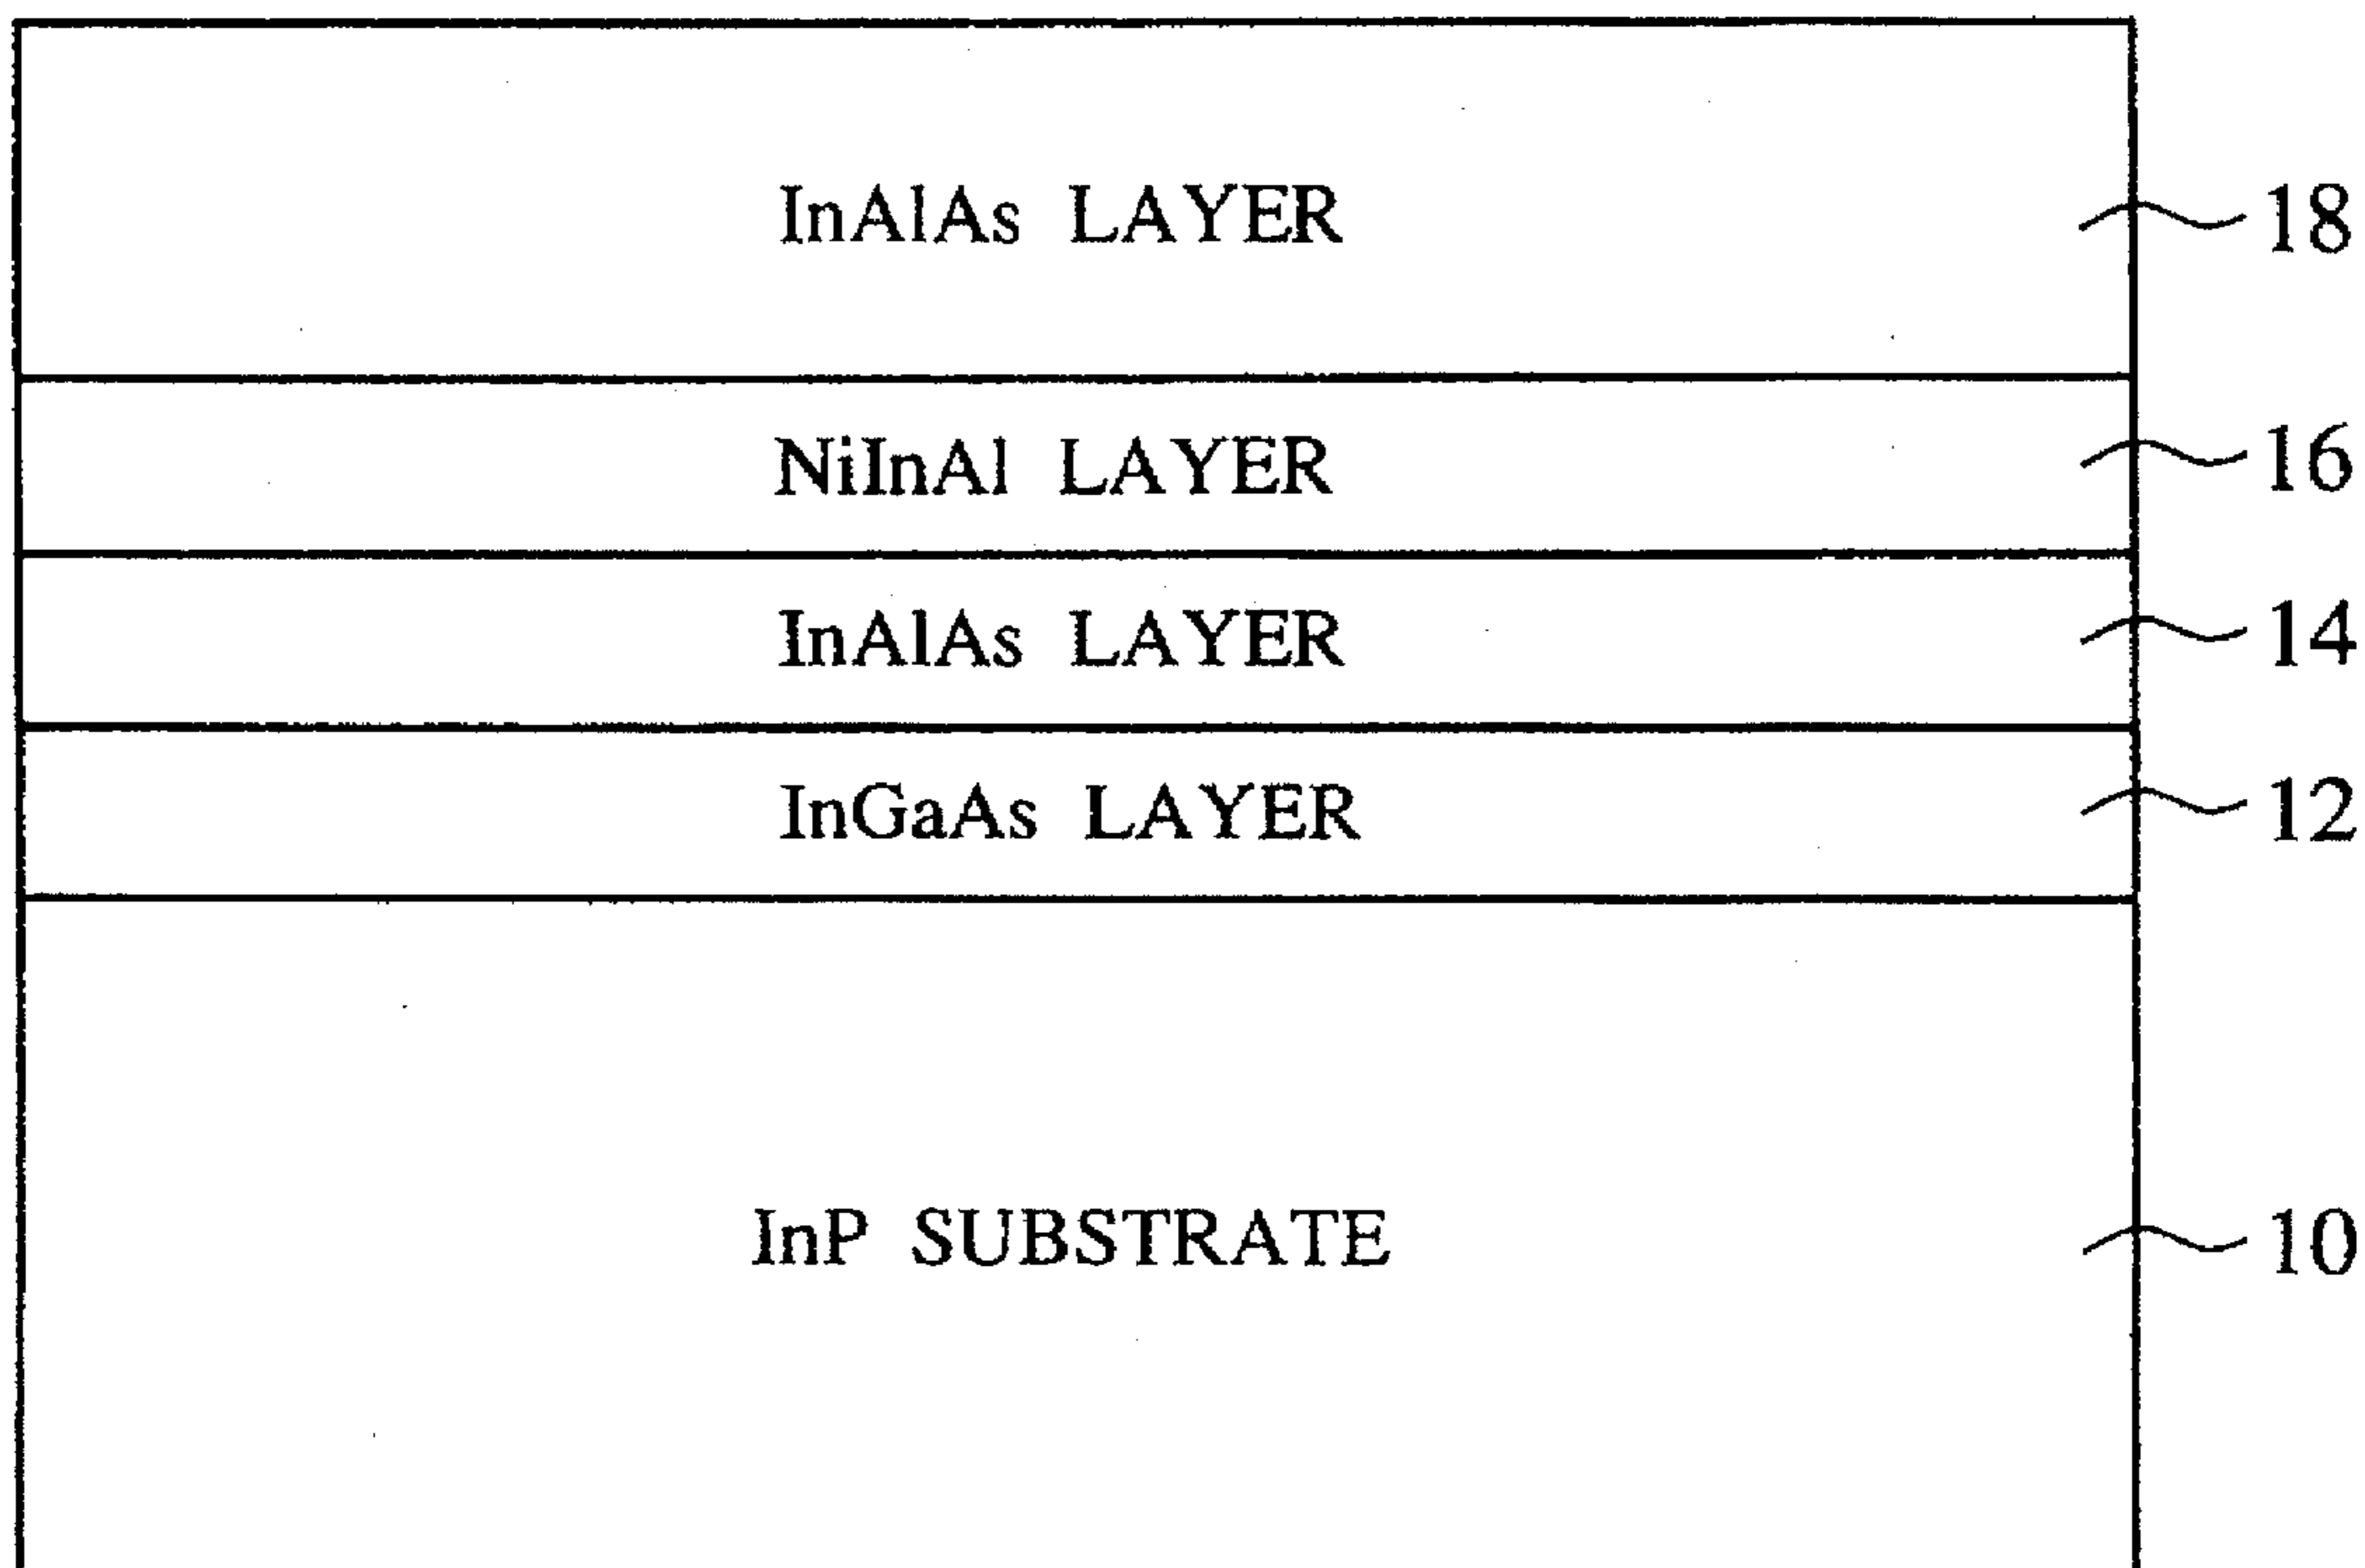 InAlAs LAYER 18
NiInAl LAYER 16
InAlAs LAYER 14
InGaAs LAYER 12
InP SUBSTRATE 10